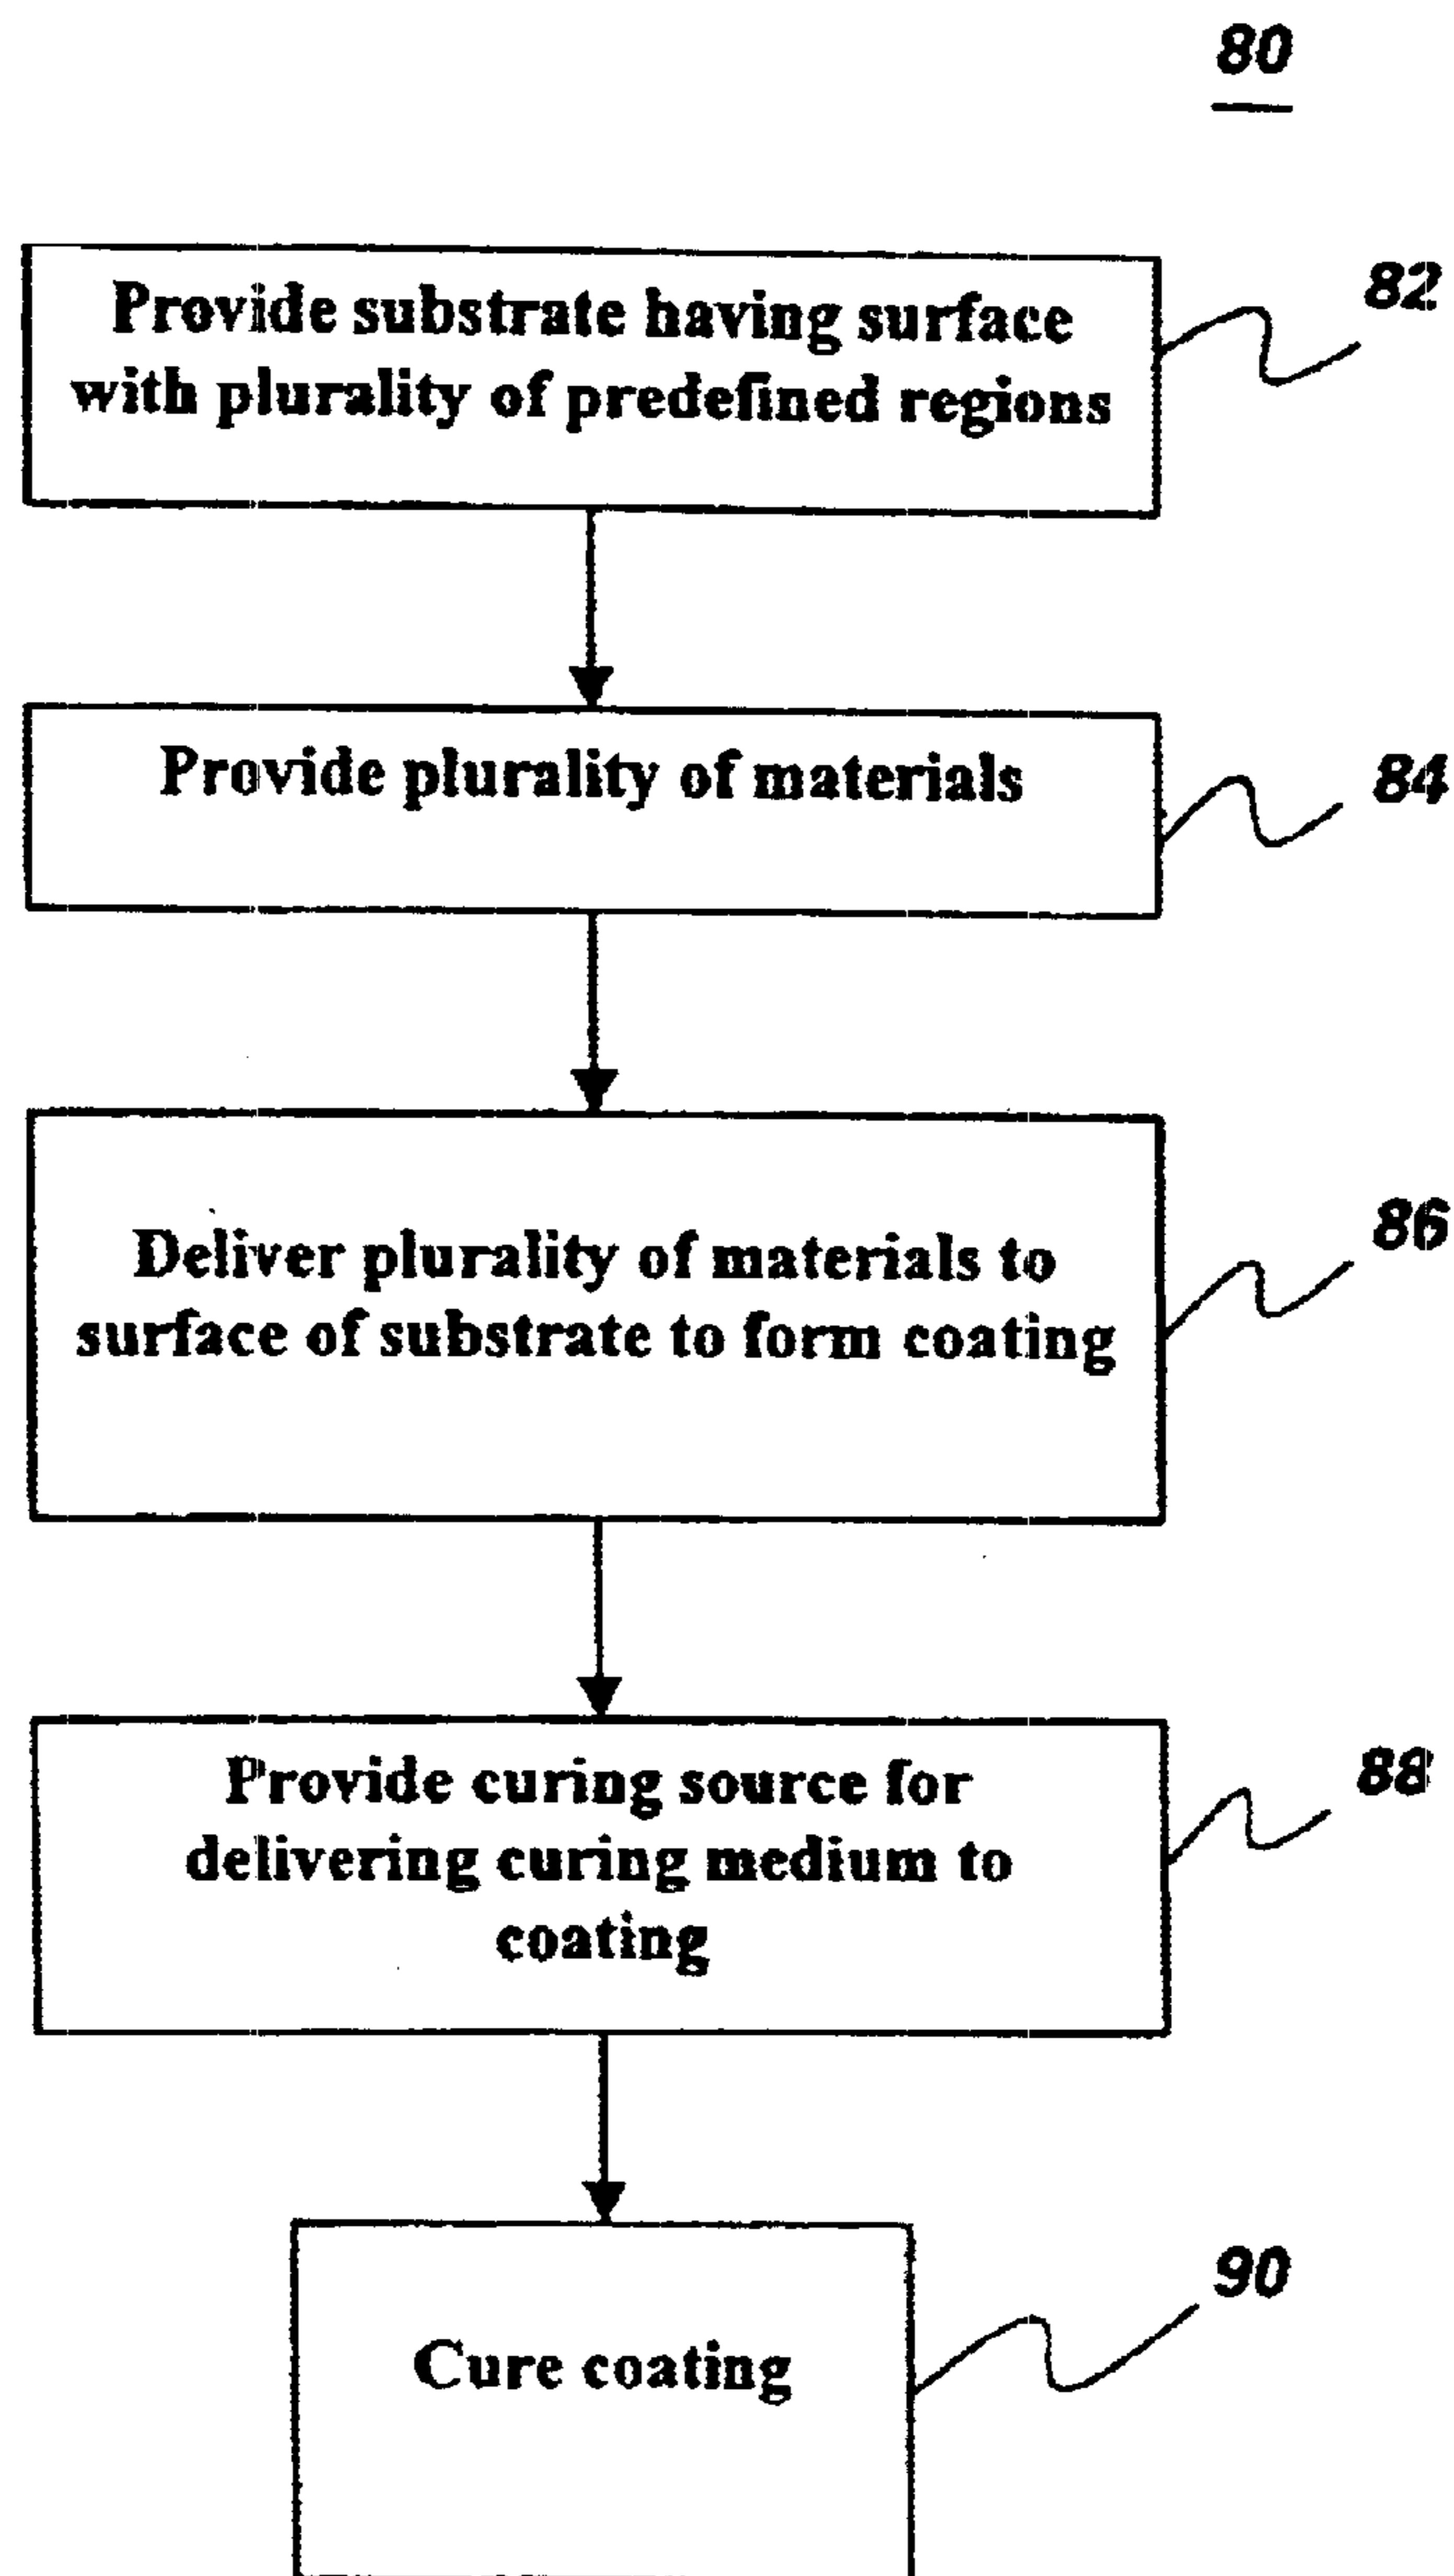 80
Provide substrate having surface
with plurality of predefined regions
82
Provide plurality of materials
84
Deliver plurality of materials to
surface of substrate to form coating
86
Provide curing source for
delivering curing medium to
coating
88
Cure coating
90